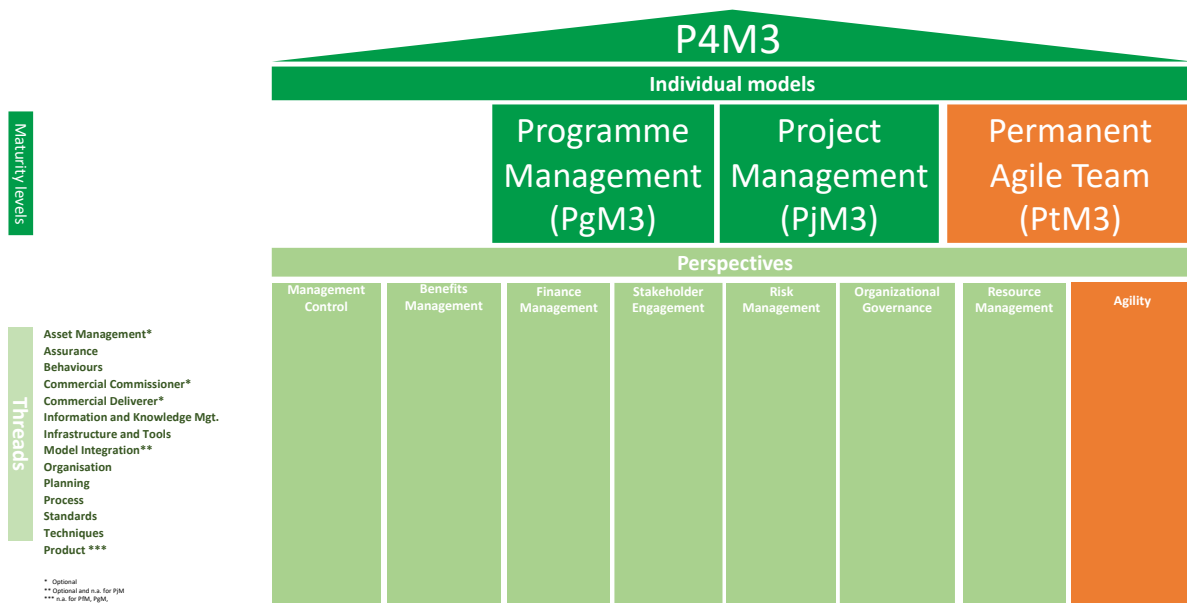 P4M3
Individual models
Maturity levels
Programme
Management
(PgM3)
Project
Management
(PjM3)
Permanent
Agile Team
(PtM3)
Perspectives
Management
Control
Benefits
Management
Finance
Management
Stakeholder
Engagement
Risk
Management
Organizational
Governance
Resource
Management
Agility
Threads
Asset Management*
Assurance
Behaviours
Commercial Commissioner*
Commercial Deliverer*
Information and Knowledge Mgt.
Infrastructure and Tools
Model Integration**
Organisation
Planning
Process
Standards
Techniques
Product ***
* Optional
** Optional and n.a. for PjM
*** n.a. for PfM, PgM,